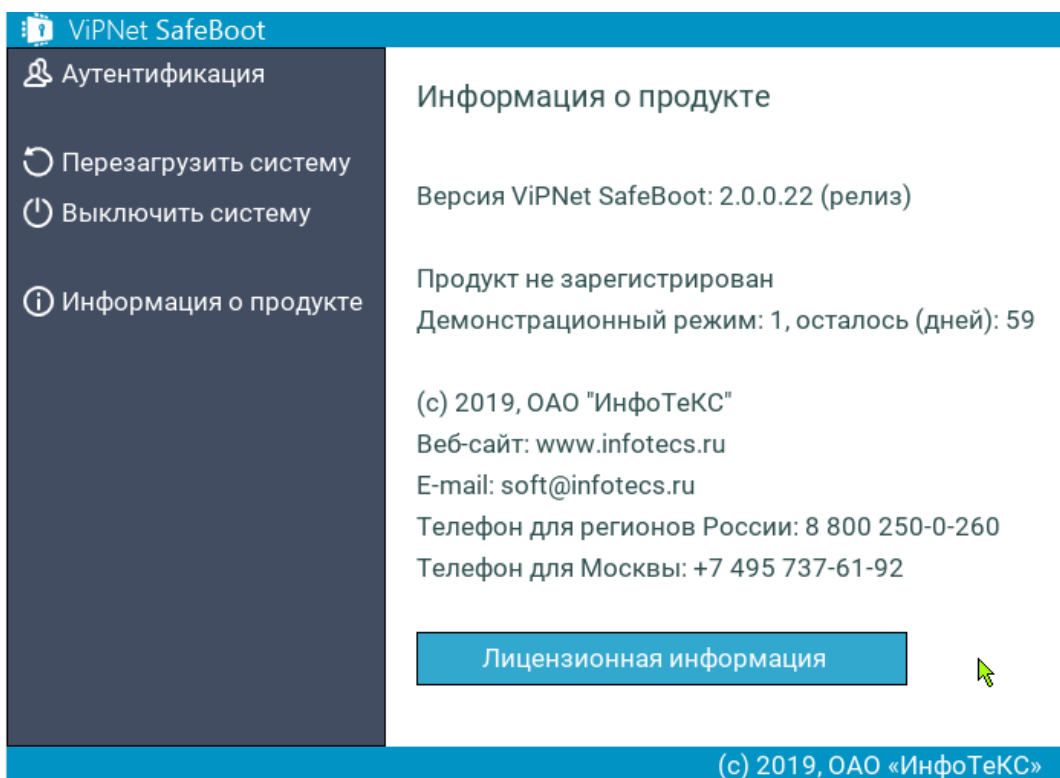 ViPNet SafeBoot
Аутентификация
Перезагрузить систему
Выключить систему
Информация о продукте
Информация о продукте
Версия ViPNet SafeBoot: 2.0.0.22 (релиз)
Продукт не зарегистрирован
Демонстрационный режим: 1, осталось (дней): 59
(c) 2019, ОАО "ИнфоТеКС"
Веб-сайт: www.infotecs.ru
E-mail: soft@infotecs.ru
Телефон для регионов России: 8 800 250-0-260
Телефон для Москвы: +7 495 737-61-92
Лицензионная информация
(c) 2019, ОАО «ИнфоТеКС»